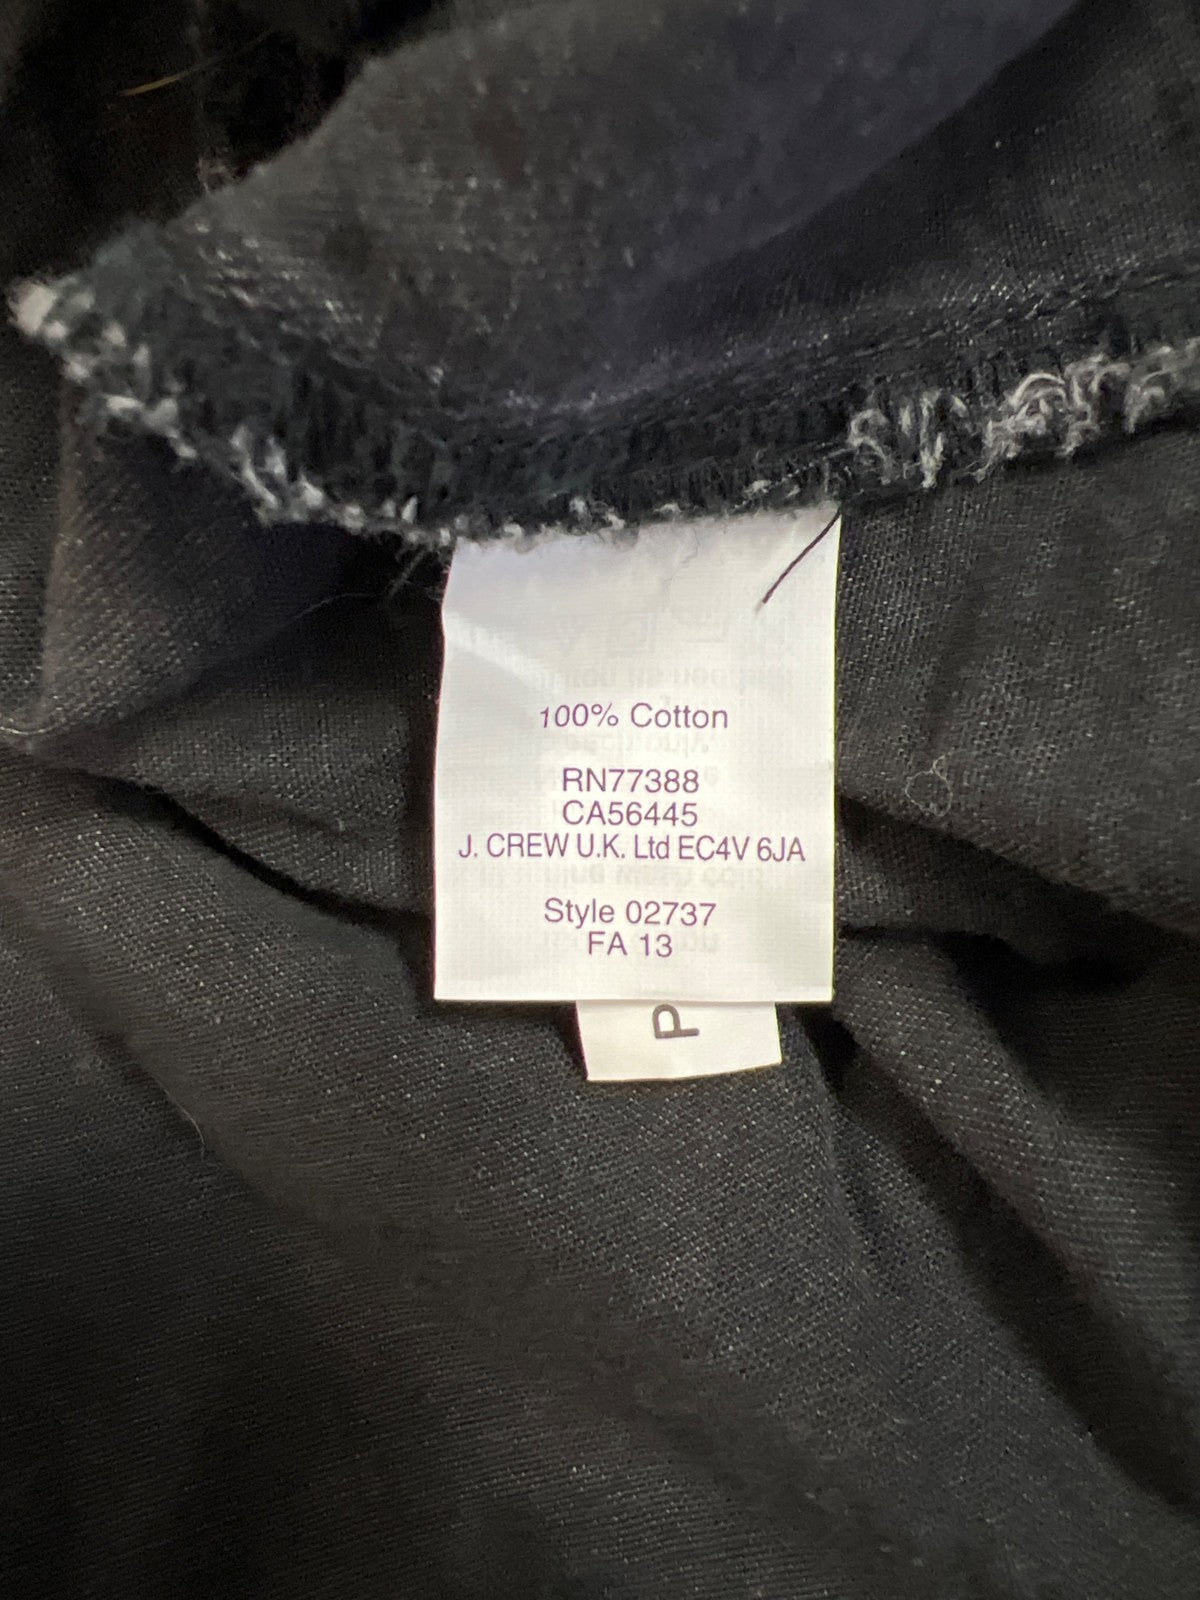 100% Cotton
RN77388
CA56445
J. CREW U.K. Ltd EC4V 6JA
Style 02737
FA 13
P